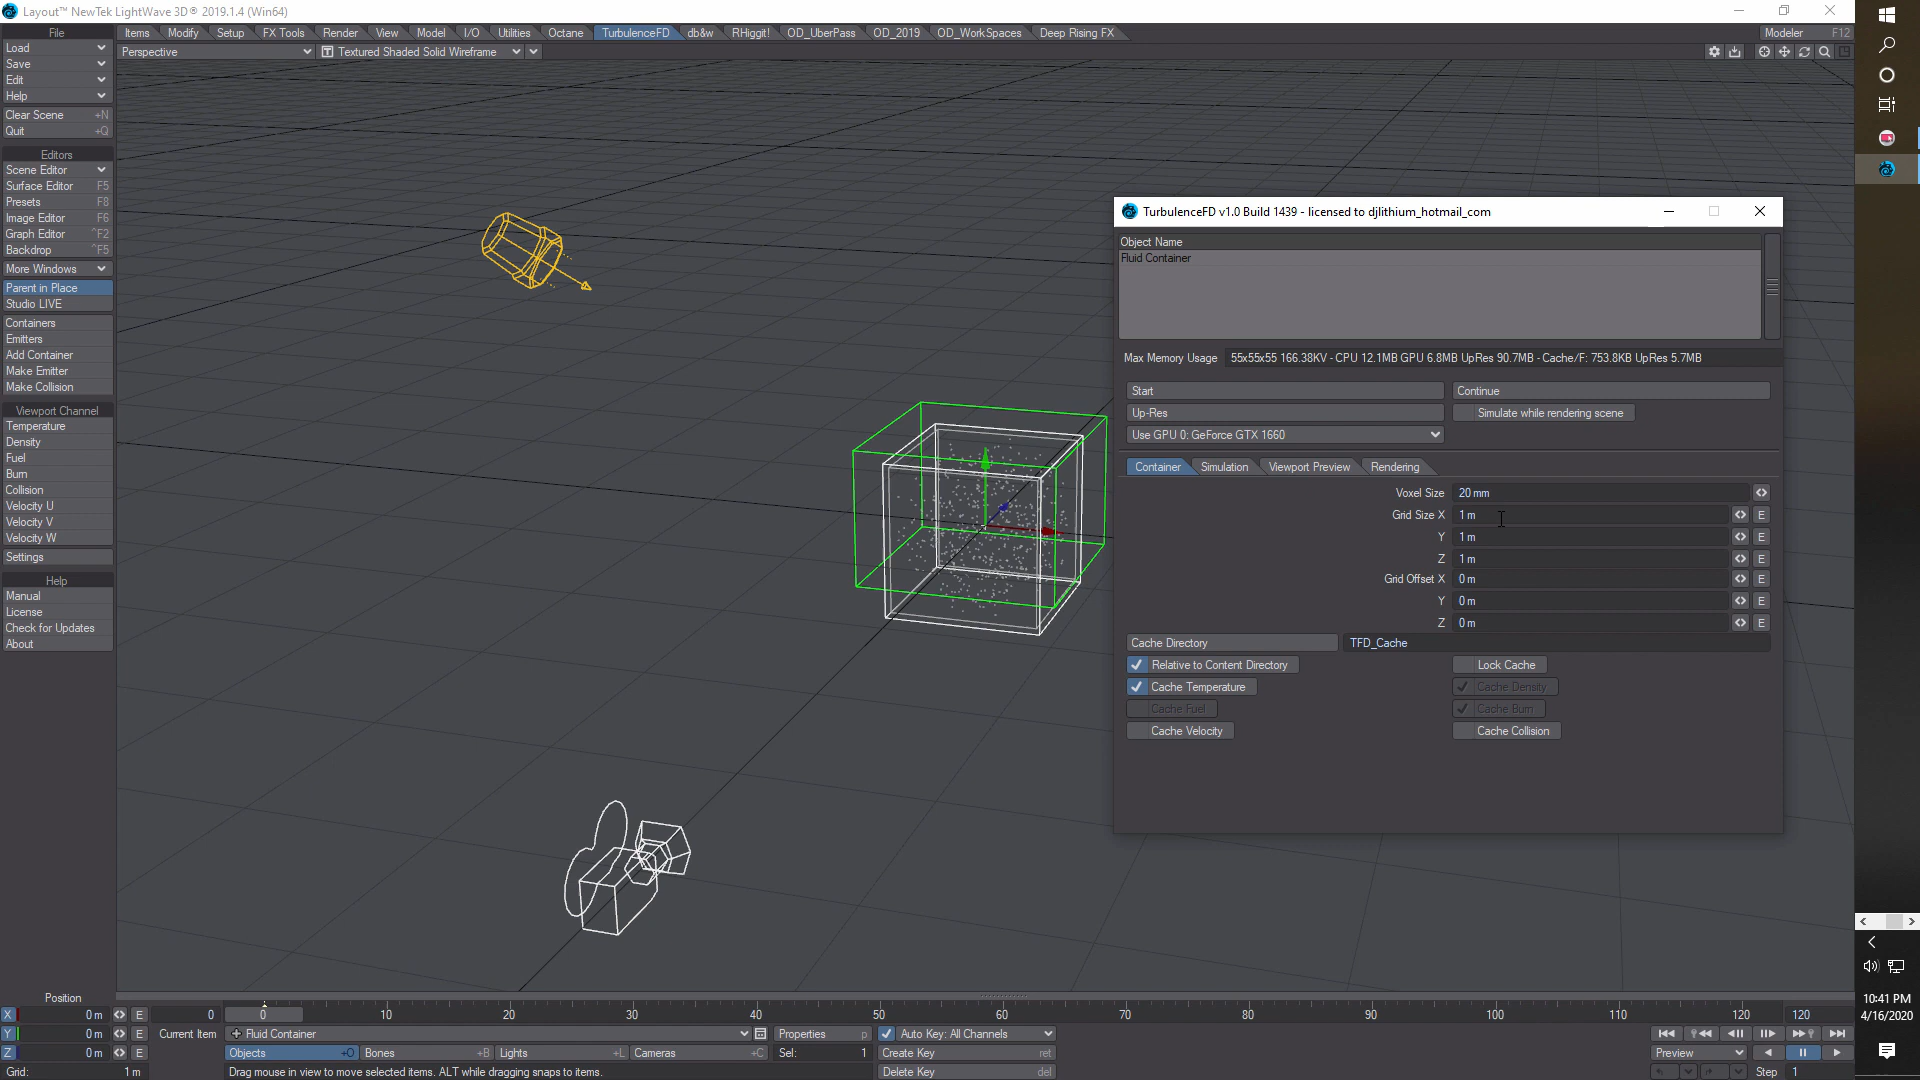 Layout™ NewTek LightWave 3D® 2019.1.4 (Win64)
File
Items
Modify
Setup
FX Tools
Render
View
Model
I/O
Utilities
Octane
TurbulenceFD
db&w
RHiggit!
OD_UberPass
OD_2019
OD_WorkSpaces
Deep Rising FX
Modeler F12
Load
Perspective
Textured Shaded Solid Wireframe
Save
Edit
Help
Clear Scene +N
Quit +Q
Editors
Scene Editor
Surface Editor F5
Presets F8
Image Editor F6
Graph Editor ^F2
Backdrop ^F5
More Windows
Parent in Place
Studio LIVE
Containers
Emitters
Add Container
Make Emitter
Make Collision
Viewport Channel
Temperature
Density
Fuel
Burn
Collision
Velocity U
Velocity V
Velocity W
Settings
Help
Manual
License
Check for Updates
About
TurbulenceFD v1.0 Build 1439 - licensed to djlithium_hotmail_com
Object Name
Fluid Container
Max Memory Usage 55x55x55 166.38KV - CPU 12.1MB GPU 6.8MB UpRes 90.7MB - Cache/F: 753.8KB UpRes 5.7MB
Start
Continue
Up-Res
Simulate while rendering scene
Use GPU 0: GeForce GTX 1660
Container
Simulation
Viewport Preview
Rendering
Voxel Size 20 mm
Grid Size X 1 m E
Y 1 m E
Z 1 m E
Grid Offset X 0 m E
Y 0 m E
Z 0 m E
Cache Directory TFD_Cache
Relative to Content Directory
Lock Cache
Cache Temperature
Cache Density
Cache Fuel
Cache Burn
Cache Velocity
Cache Collision
Position
X 0 m E
0 0 10 20 30 40 50 60 70 80 90 100 110 120 120
Y 0 m E
Current Item Fluid Container
Properties p
Auto Key: All Channels
Z 0 m E
Objects +O
Bones +B
Lights +L
Cameras +C
Sel: 1
Create Key ret
Preview
Grid: 1 m
Drag mouse in view to move selected items. ALT while dragging snaps to items.
Delete Key del
Step 1
10:41 PM
4/16/2020